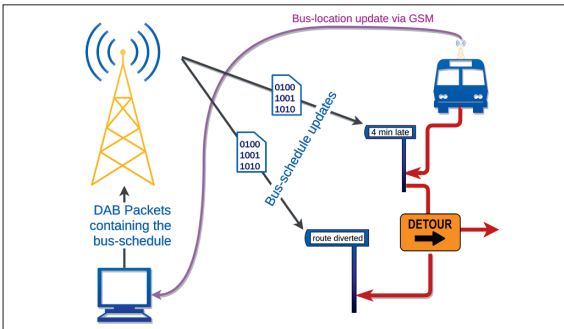 Bus-location update via GSM
0100
1001
1010
4 min late
0100
1001
1010
Bus-schedule updates
DAB Packets
containing the
bus-schedule
DETOUR
route diverted